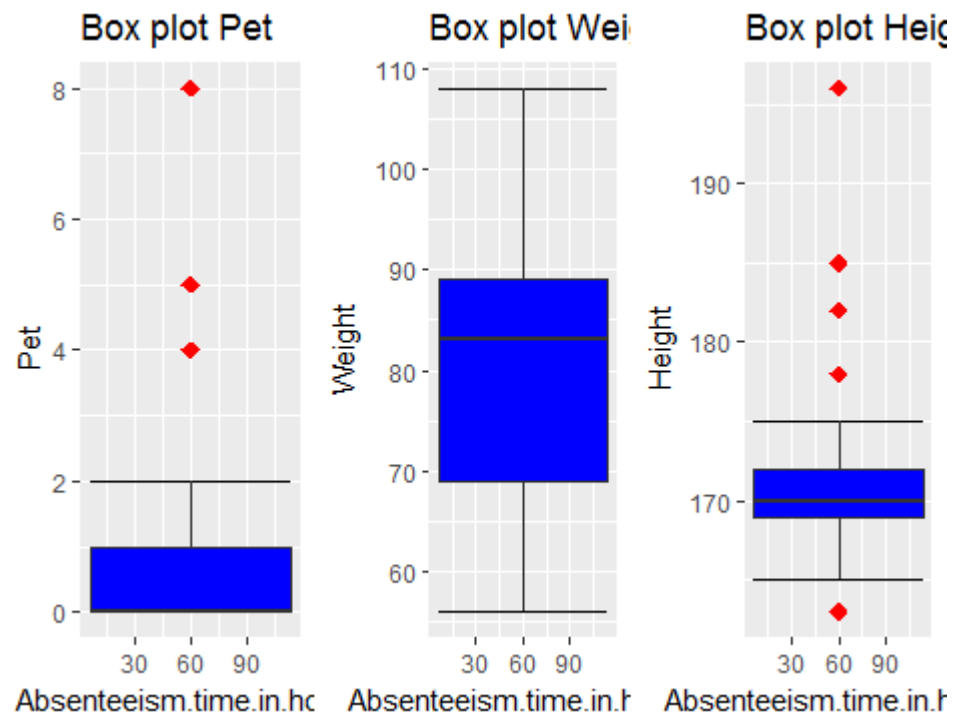 Box plot Pet
8
6
4
2
0
Pet
30 60 90
Absenteeism.time.in.hc
Box plot Wei
110
100
90
80
70
60
Weight
30 60 90
Absenteeism.time.in.h
Box plot Heig
190
180
170
Height
30 60 90
Absenteeism.time.in.h